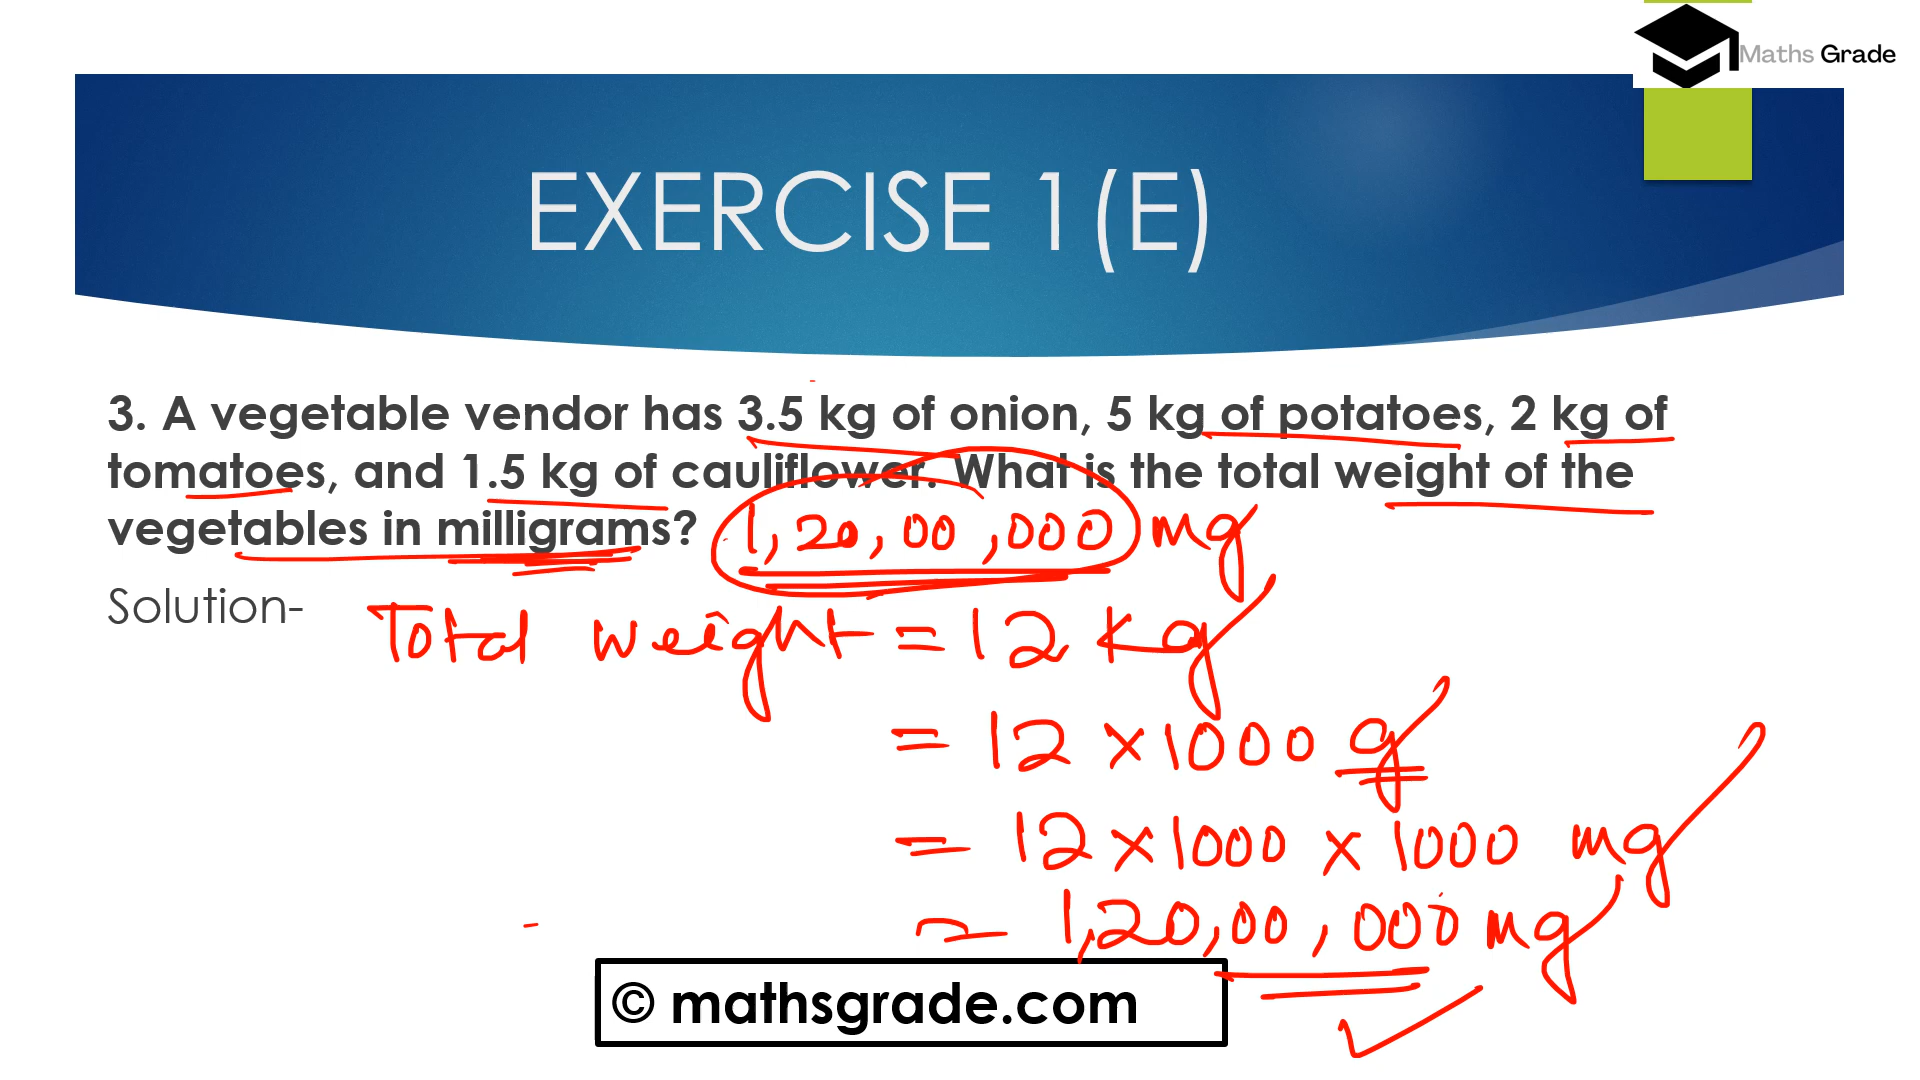 Maths Grade
EXERCISE 1(E)
3. A vegetable vendor has 3.5 kg of onion, 5 kg of potatoes, 2 kg of
tomatoes, and 1.5 kg of cauliflower. What is the total weight of the
vegetables in milligrams? 1,20,00,000 mg
Solution- Total weight = 12 kg
= 12 × 1000 g
= 12 × 1000 × 1000 mg
= 1,20,00,000 mg
© mathsgrade.com